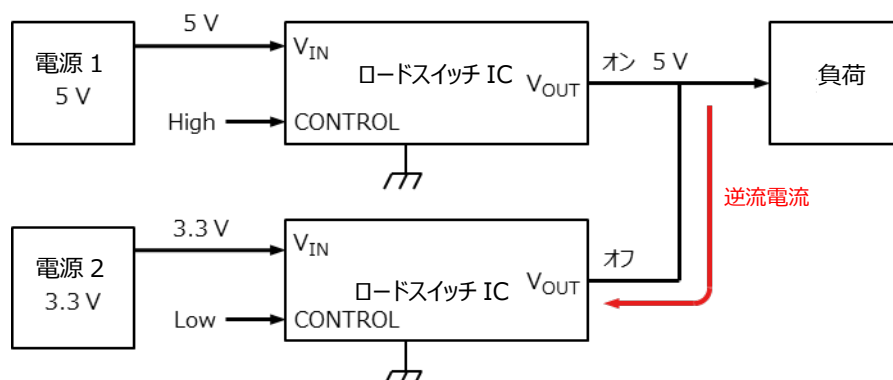 電源 1
5 V
5 V
High
VIN
CONTROL
ロードスイッチ IC
VOUT
オン 5 V
負荷
逆流電流
電源 2
3.3 V
3.3 V
Low
VIN
CONTROL
ロードスイッチ IC
VOUT
オフ